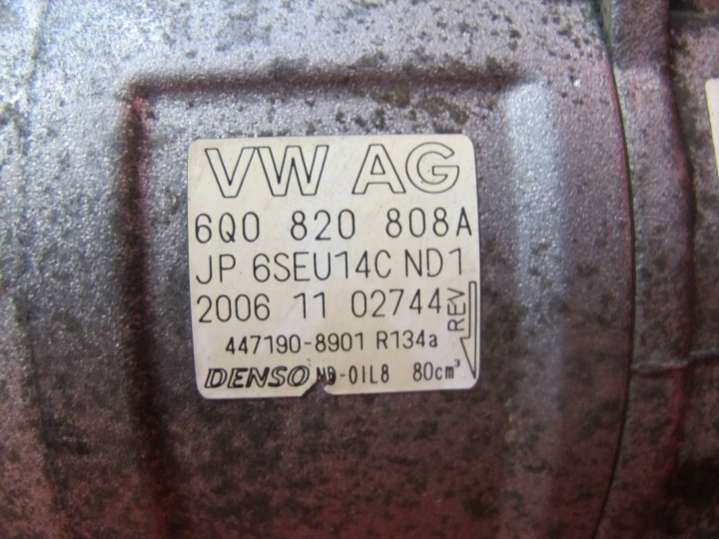 VW AG
6Q0 820 808A
JP 6SEU14C ND1
2006 11 02744
REV
447190-8901 R134a
DENSO ND-OIL8 80cm³